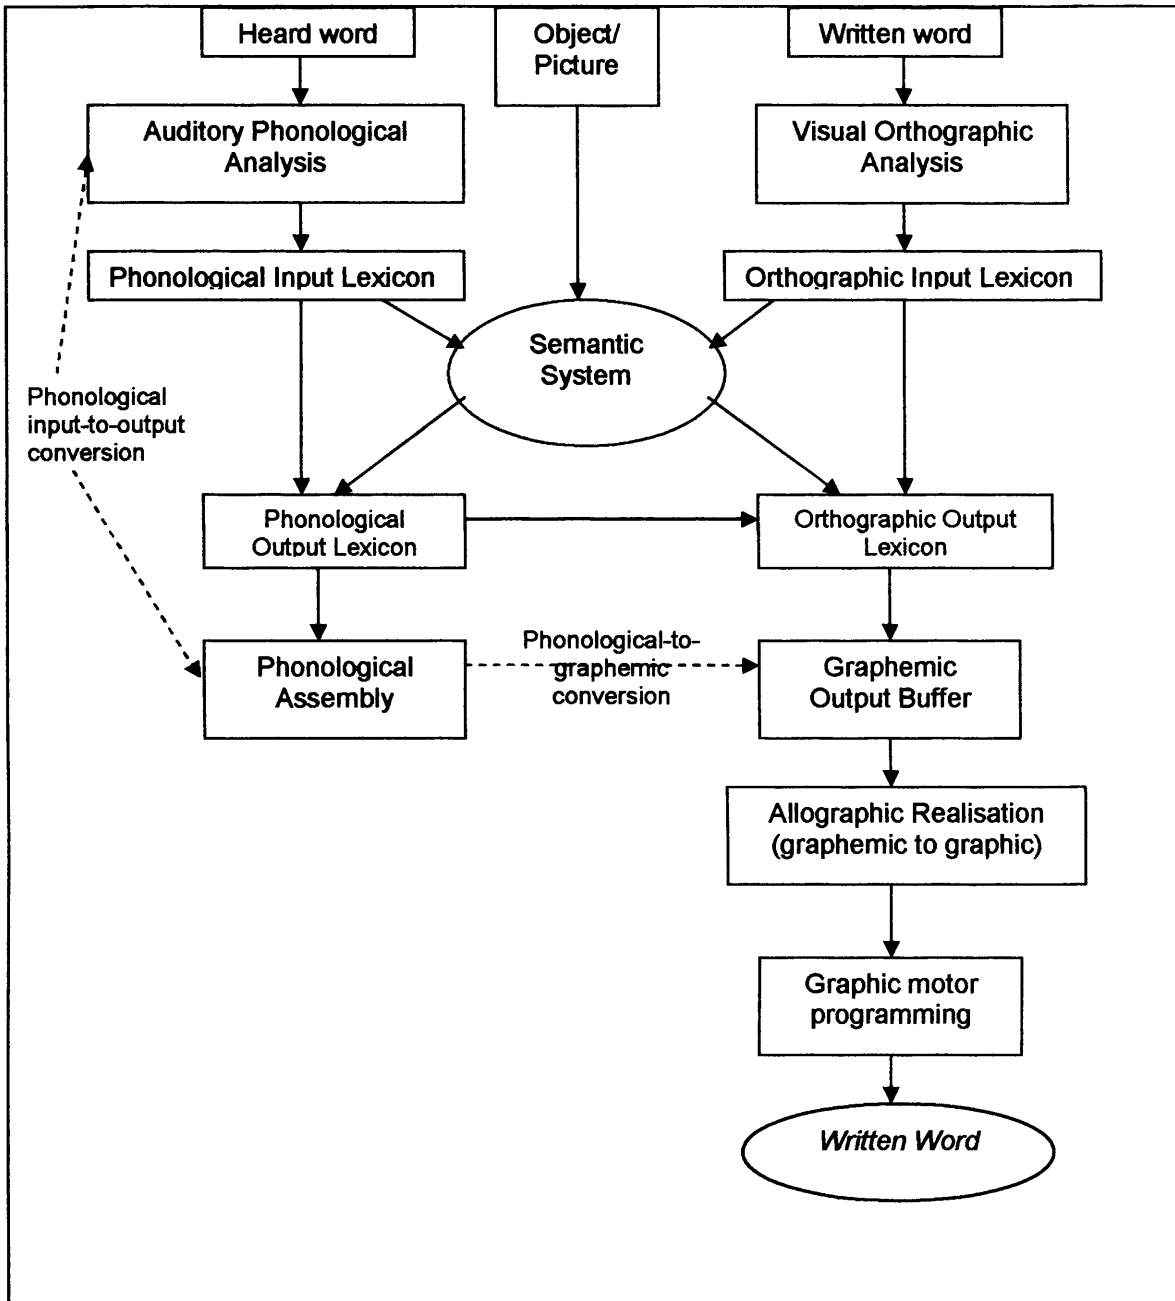 Heard word
Object/
Picture
Written word
Auditory Phonological
Analysis
Visual Orthographic
Analysis
Phonological Input Lexicon
Orthographic Input Lexicon
Semantic
System
Phonological
input-to-output
conversion
Phonological
Output Lexicon
Orthographic Output
Lexicon
Phonological
Assembly
Phonological-to-
graphemic
conversion
Graphemic
Output Buffer
Allographic Realisation
(graphemic to graphic)
Graphic motor
programming
Written Word